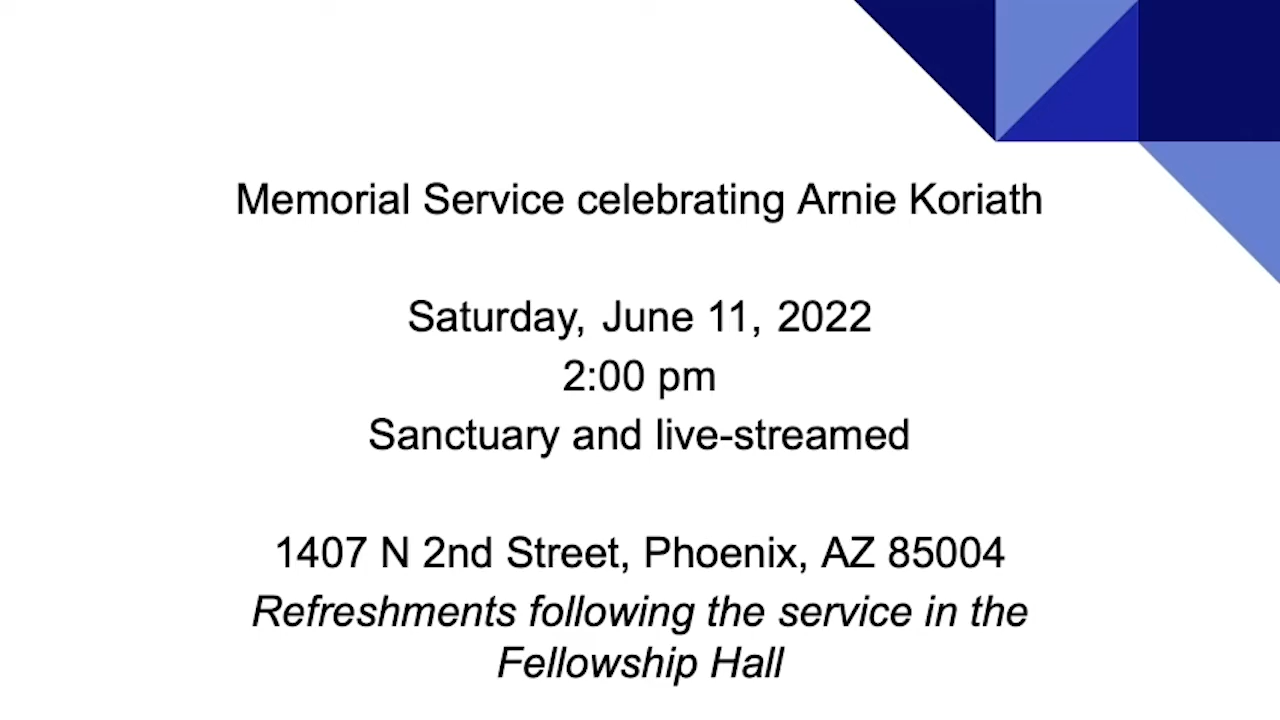 Memorial Service celebrating Arnie Koriath
Saturday, June 11, 2022
2:00 pm
Sanctuary and live-streamed
1407 N 2nd Street, Phoenix, AZ 85004
Refreshments following the service in the
Fellowship Hall